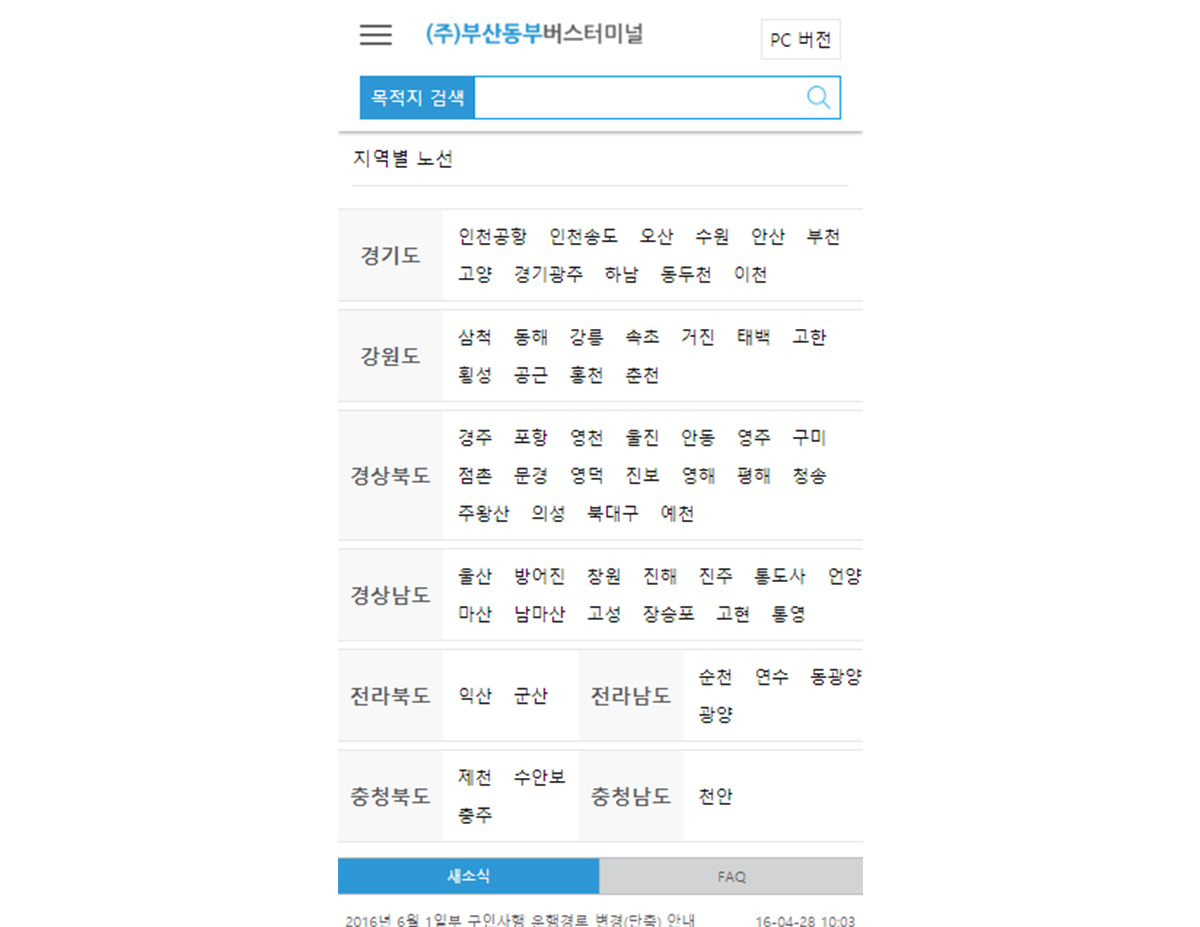 (주)부산동부버스터미널
PC 버전
목적지 검색
지역별 노선
경기도
인천공항 인천송도 오산 수원 안산 부천
고양 경기광주 하남 동두천 이천
강원도
삼척 동해 강릉 속초 거진 태백 고한
횡성 공근 홍천 춘천
경상북도
경주 포항 영천 울진 안동 영주 구미
점촌 문경 영덕 진보 영해 평해 청송
주왕산 의성 북대구 예천
경상남도
울산 방어진 창원 진해 진주 통도사 언양
마산 남마산 고성 장승포 고현 통영
전라북도
익산 군산
전라남도
순천 연수 동광양
광양
충청북도
제천 수안보
충주
충청남도
천안
새소식
FAQ
2016년 6월 1일부 구인사행 운행경로 변경(단축) 안내
16-04-28 10:03